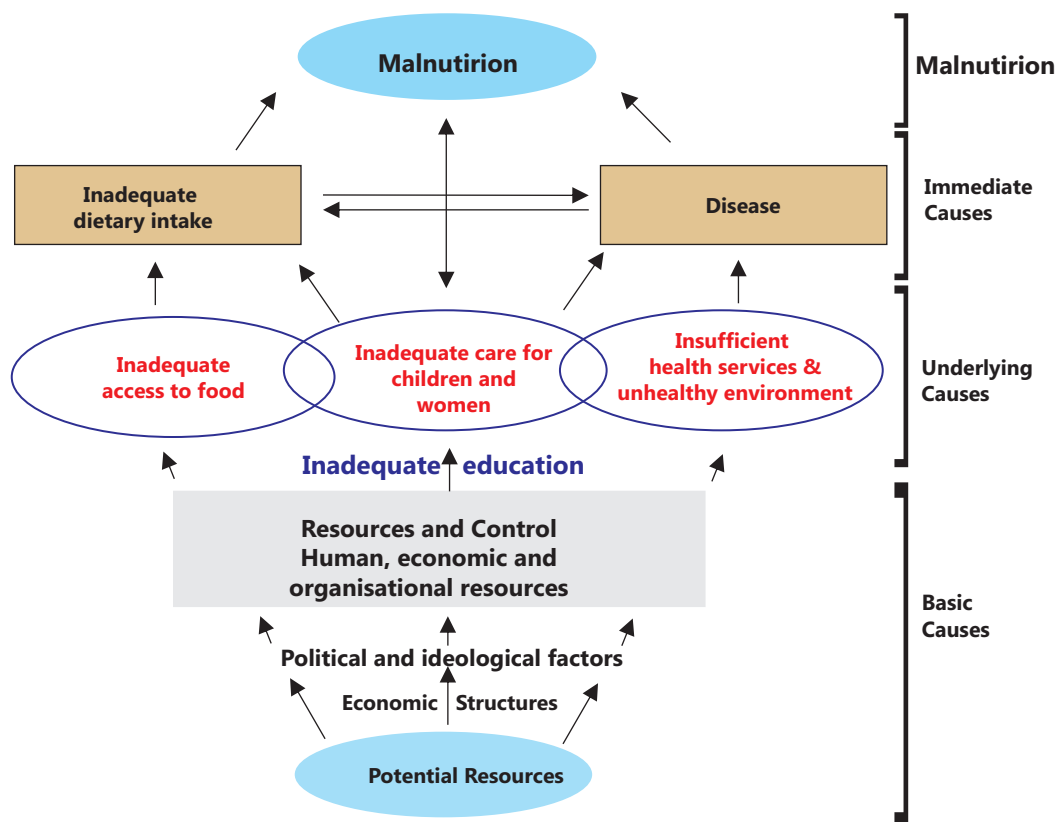 Malnutirion
Malnutirion
Inadequate
dietary intake
Disease
Immediate
Causes
Inadequate
access to food
Inadequate care for
children and
women
Insufficient
health services &
unhealthy environment
Underlying
Causes
Inadequate education
Resources and Control
Human, economic and
organisational resources
Basic
Causes
Political and ideological factors
Economic Structures
Potential Resources